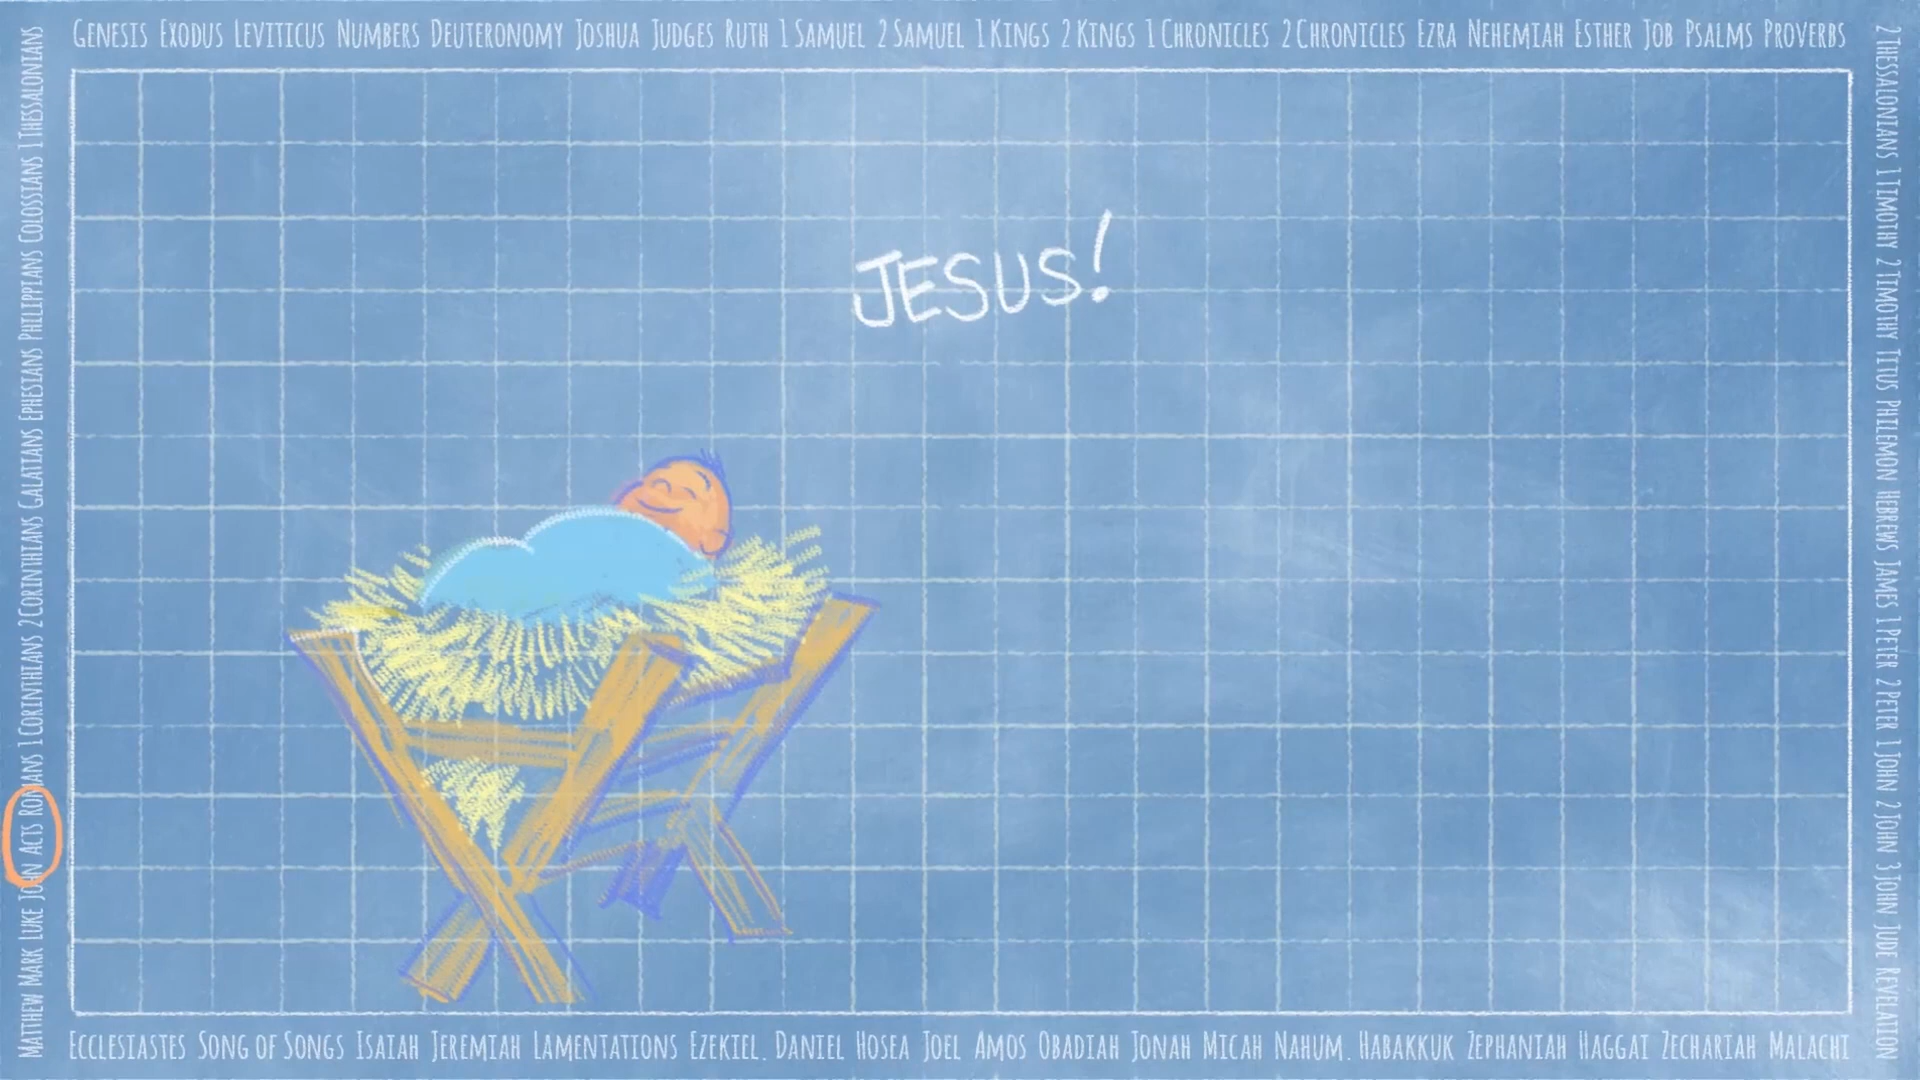 Genesis Exodus Leviticus Numbers Deuteronomy Joshua Judges Ruth 1 Samuel 2 Samuel 1 Kings 2 Kings 1 Chronicles 2 Chronicles Ezra Nehemiah Esther Job Psalms Proverbs
JESUS!
Ecclesiastes Song of Songs Isaiah Jeremiah Lamentations Ezekiel. Daniel Hosea Joel Amos Obadiah Jonah Micah Nahum. Habakkuk Zephaniah Haggai Zechariah Malachi
Matthew Mark Luke John Acts Romans 1 Corinthians 2 Corinthians Galatians Ephesians Philippians Colossians 1 Thessalonians
2 Thessalonians 1 Timothy 2 Timothy Titus Philemon Hebrews James 1 Peter 2 Peter 1 John 2 John 3 John Jude Revelation